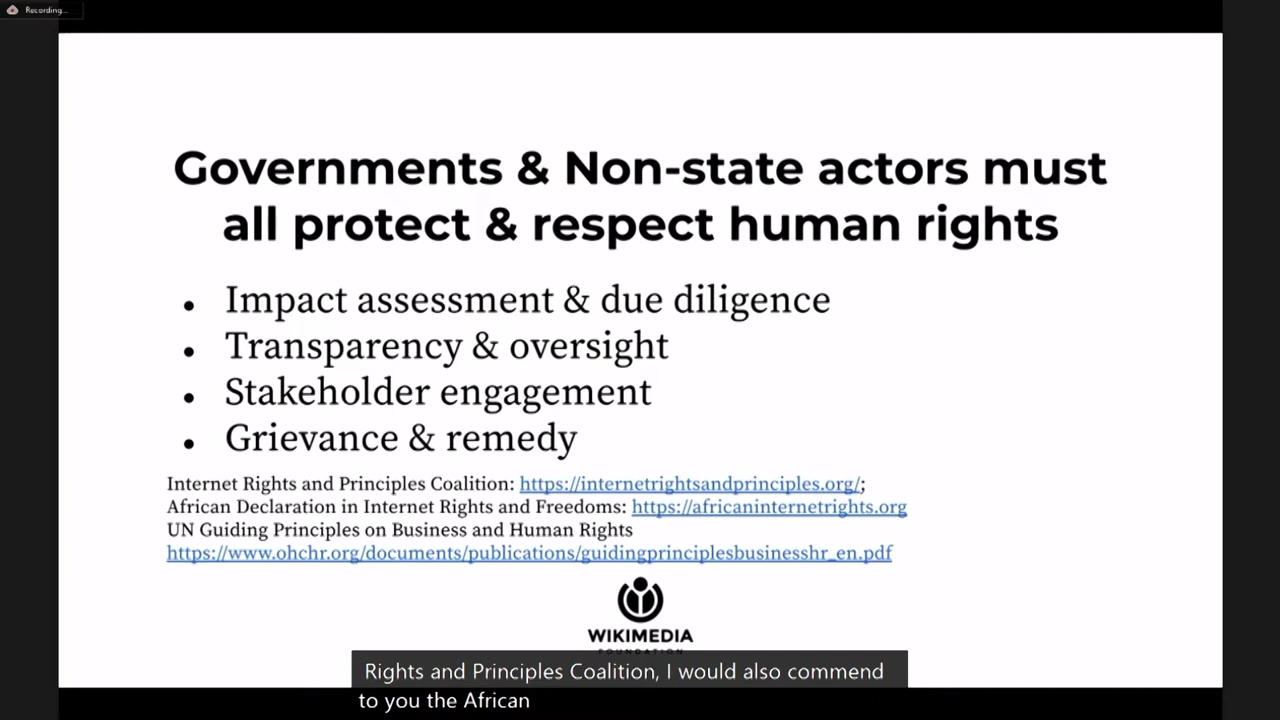 Recording...
Governments & Non-state actors must
all protect & respect human rights
• Impact assessment & due diligence
• Transparency & oversight
• Stakeholder engagement
• Grievance & remedy
Internet Rights and Principles Coalition: https://internetrightsandprinciples.org/;
African Declaration in Internet Rights and Freedoms: https://africaninternetrights.org
UN Guiding Principles on Business and Human Rights
https://www.ohchr.org/documents/publications/guidingprinciplesbusinesshr_en.pdf
WIKIMEDIA
FOUNDATION
Rights and Principles Coalition, I would also commend
to you the African